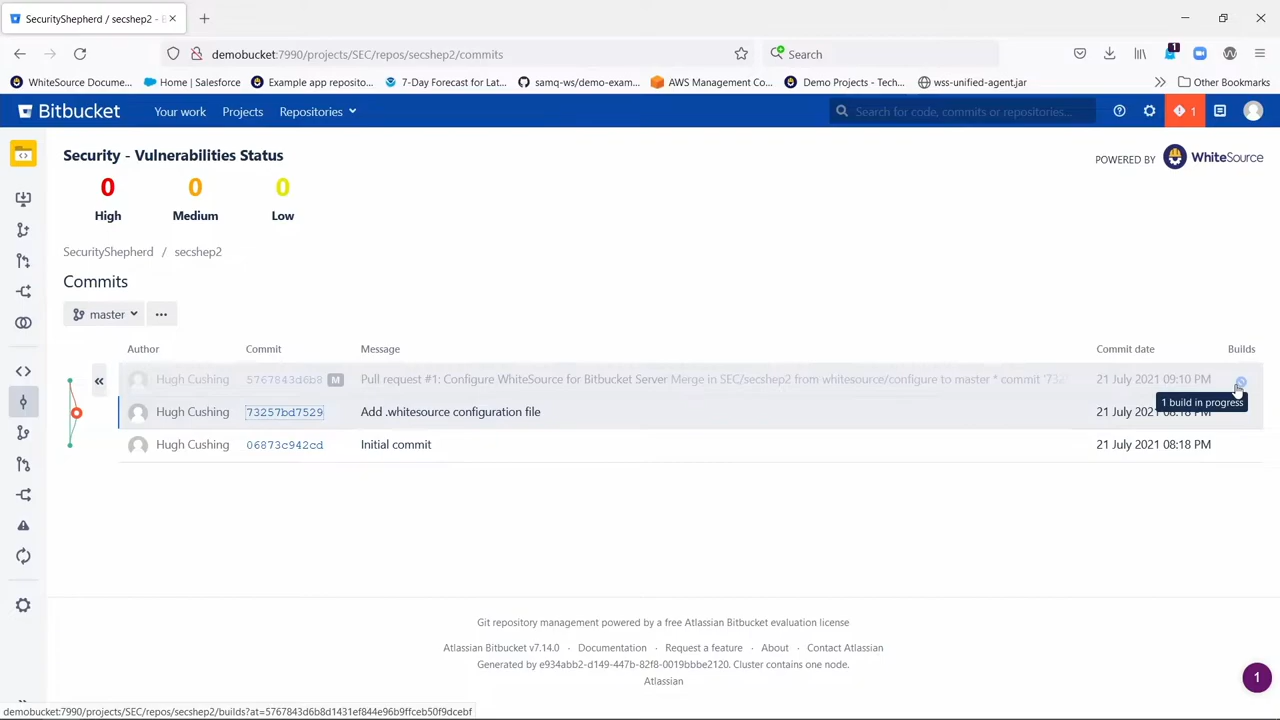 SecurityShepherd / secshep2 - B
demobucket:7990/projects/SEC/repos/secshep2/commits
Search
1
WhiteSource Docume...
Home | Salesforce
Example app reposito...
7-Day Forecast for Lat...
samq-ws/demo-exam...
AWS Management Co...
Demo Projects - Tech...
wss-unified-agent.jar
Other Bookmarks
Bitbucket
Your work
Projects
Repositories
Search for code, commits or repositories...
1
Security - Vulnerabilities Status
POWERED BY WhiteSource
0 0 0
High Medium Low
SecurityShepherd / secshep2
Commits
master
Author Commit Message Commit date Builds
Hugh Cushing 5767843d6b8 M Pull request #1: Configure WhiteSource for Bitbucket Server Merge in SEC/secshep2 from whitesource/configure to master * commit '732 21 July 2021 09:10 PM
1 build in progress
Hugh Cushing 73257bd7529 Add .whitesource configuration file 21 July 2021 08:18 PM
Hugh Cushing 06873c942cd Initial commit 21 July 2021 08:18 PM
Git repository management powered by a free Atlassian Bitbucket evaluation license
Atlassian Bitbucket v7.14.0 · Documentation · Request a feature · About · Contact Atlassian
Generated by e934abb2-d149-447b-82f8-0019bbbe2120. Cluster contains one node.
Atlassian
1
demobucket:7990/projects/SEC/repos/secshep2/builds?at=5767843d6b8d1431ef844e96b9ffceb50f9dcebf